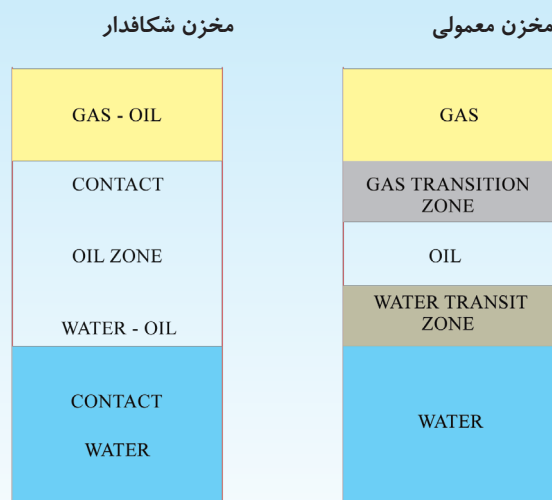 مخزن شکافدار
GAS - OIL
CONTACT
OIL ZONE
WATER - OIL
CONTACT
WATER
مخزن معمولی
GAS
GAS TRANSITION
ZONE
OIL
WATER TRANSIT
ZONE
WATER